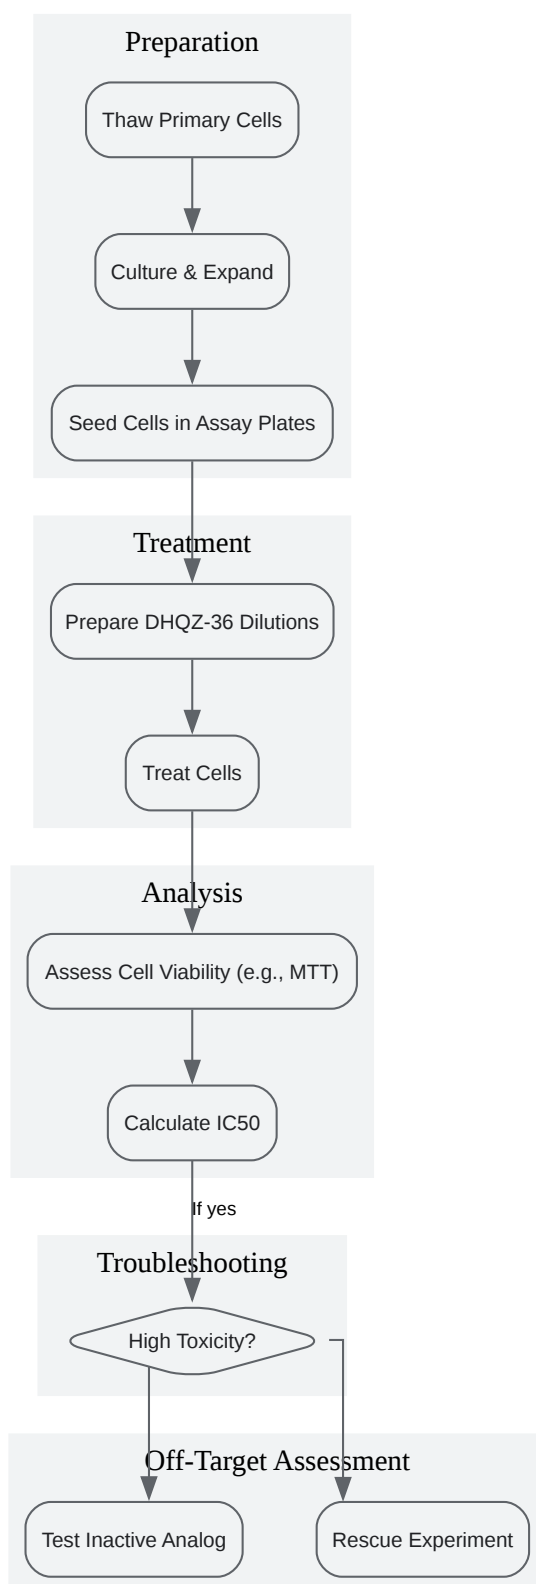 Preparation
Thaw Primary Cells
Culture & Expand
Seed Cells in Assay Plates
Treatment
Prepare DHQZ-36 Dilutions
Treat Cells
Analysis
Assess Cell Viability (e.g., MTT)
Calculate IC50
If yes
Troubleshooting
High Toxicity?
Off-Target Assessment
Test Inactive Analog
Rescue Experiment